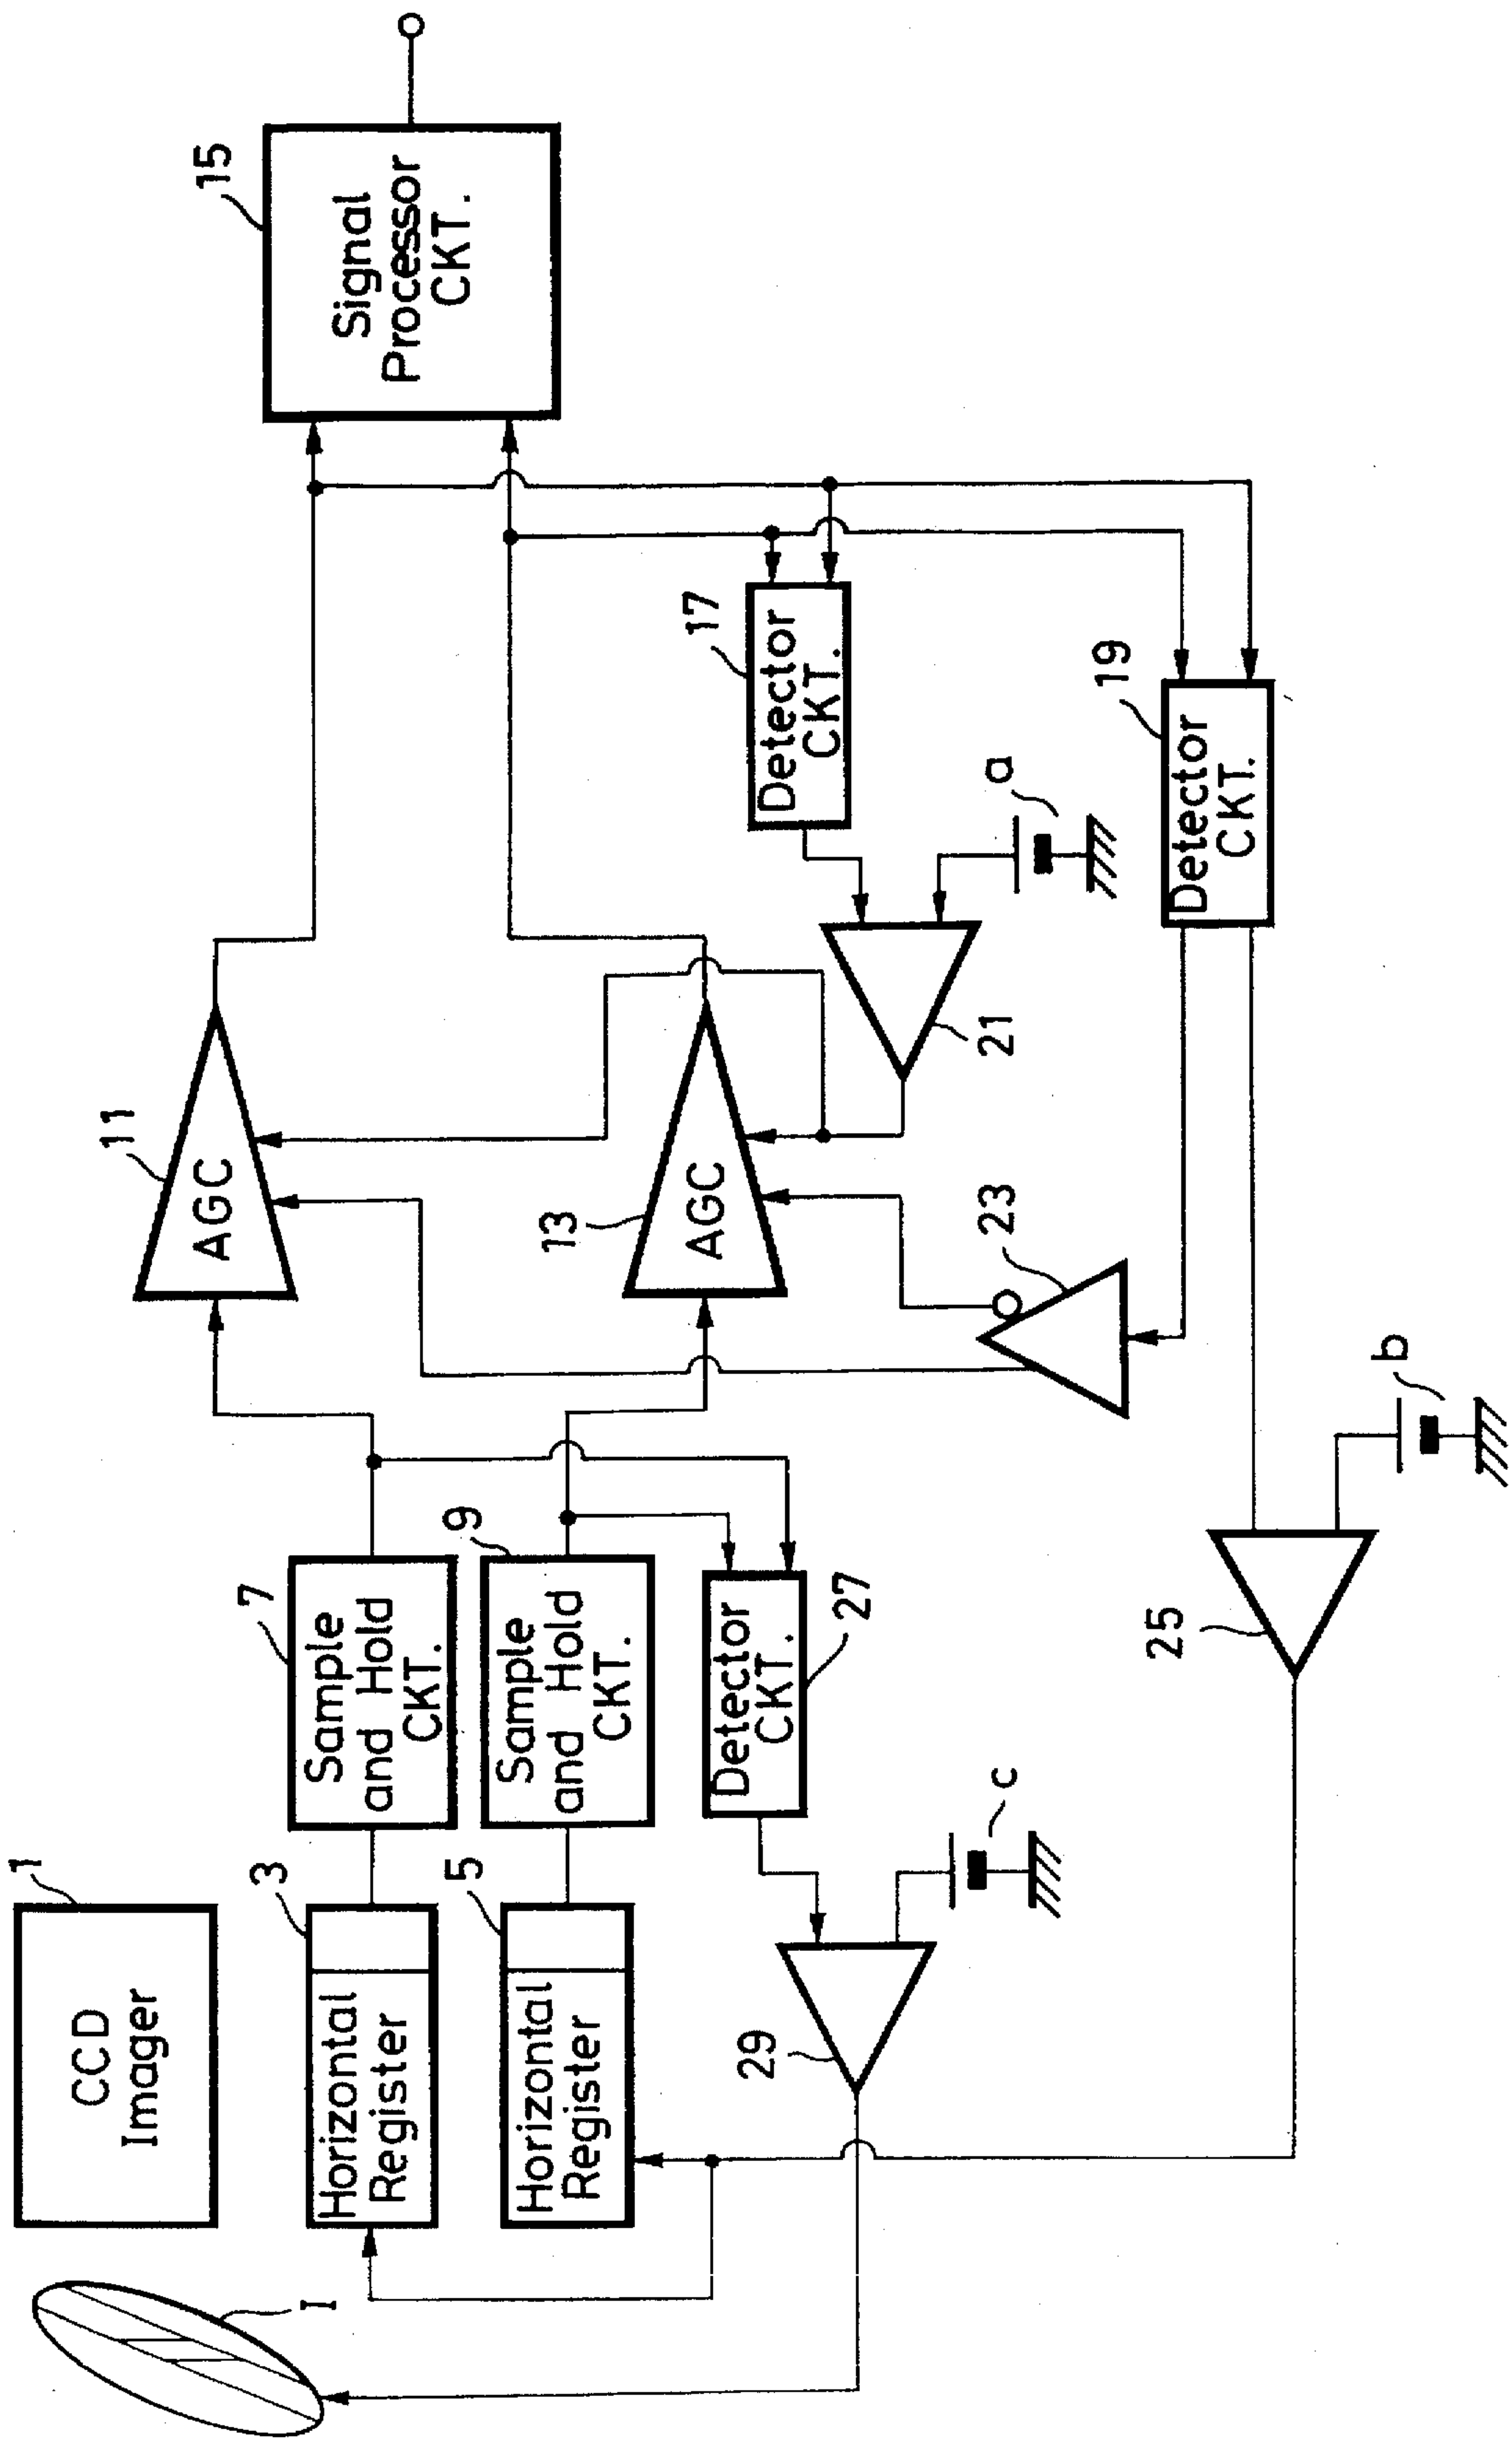 1
CCD
Imager
I
3
Horizontal
Register
5
Horizontal
Register
7
Sample
and Hold
CKT.
9
Sample
and Hold
CKT.
11
AGC
13
AGC
15
Signal
Processor
CKT.
17
Detector
CKT.
a
21
19
Detector
CKT.
23
27
Detector
CKT.
c
29
b
25